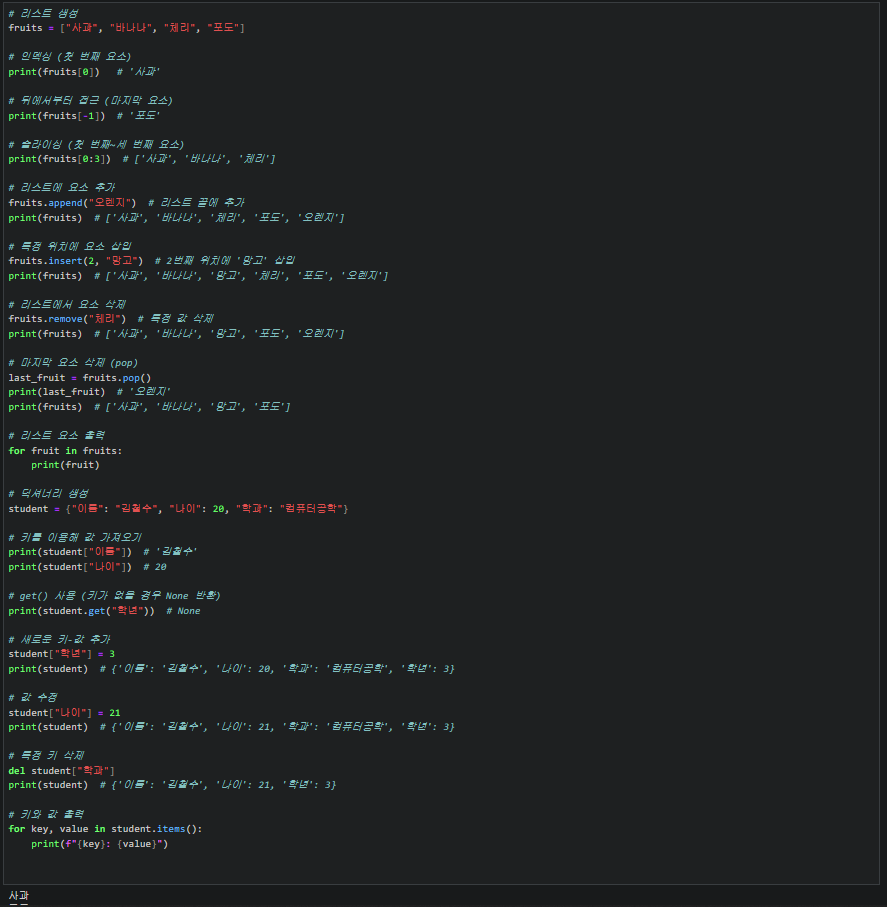 # 리스트 생성
fruits = ["사과", "바나나", "체리", "포도"]
# 인덱싱 (첫 번째 요소)
print(fruits[0])   # '사과'
# 뒤에서부터 접근 (마지막 요소)
print(fruits[-1])  # '포도'
# 슬라이싱 (첫 번째~세 번째 요소)
print(fruits[0:3])  # ['사과', '바나나', '체리']
# 리스트에 요소 추가
fruits.append("오렌지")  # 리스트 끝에 추가
print(fruits)  # ['사과', '바나나', '체리', '포도', '오렌지']
# 특정 위치에 요소 삽입
fruits.insert(2, "망고")  # 2번째 위치에 '망고' 삽입
print(fruits)  # ['사과', '바나나', '망고', '체리', '포도', '오렌지']
# 리스트에서 요소 삭제
fruits.remove("체리")  # 특정 값 삭제
print(fruits)  # ['사과', '바나나', '망고', '포도', '오렌지']
# 마지막 요소 삭제 (pop)
last_fruit = fruits.pop()
print(last_fruit)  # '오렌지'
print(fruits)  # ['사과', '바나나', '망고', '포도']
# 리스트 요소 출력
for fruit in fruits:
    print(fruit)
# 딕셔너리 생성
student = {"이름": "김철수", "나이": 20, "학과": "컴퓨터공학"}
# 키를 이용해 값 가져오기
print(student["이름"])  # '김철수'
print(student["나이"])  # 20
# get() 사용 (키가 없을 경우 None 반환)
print(student.get("학년"))  # None
# 새로운 키-값 추가
student["학년"] = 3
print(student)  # {'이름': '김철수', '나이': 20, '학과': '컴퓨터공학', '학년': 3}
# 값 수정
student["나이"] = 21
print(student)  # {'이름': '김철수', '나이': 21, '학과': '컴퓨터공학', '학년': 3}
# 특정 키 삭제
del student["학과"]
print(student)  # {'이름': '김철수', '나이': 21, '학년': 3}
# 키와 값 출력
for key, value in student.items():
    print(f"{key}: {value}")
사과